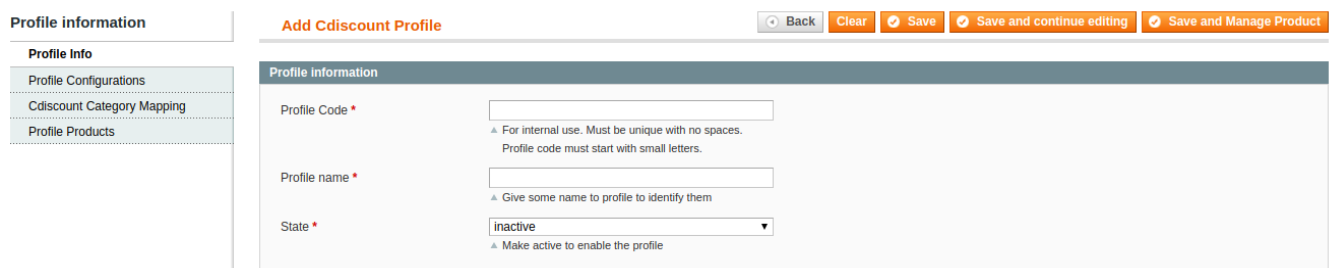 Profile information
Profile Info
Profile Configurations
Cdiscount Category Mapping
Profile Products
Add Cdiscount Profile
Back Clear Save Save and continue editing Save and Manage Product
Profile information
Profile Code *
For internal use. Must be unique with no spaces.
Profile code must start with small letters.
Profile name *
Give some name to profile to identify them
State * inactive
Make active to enable the profile